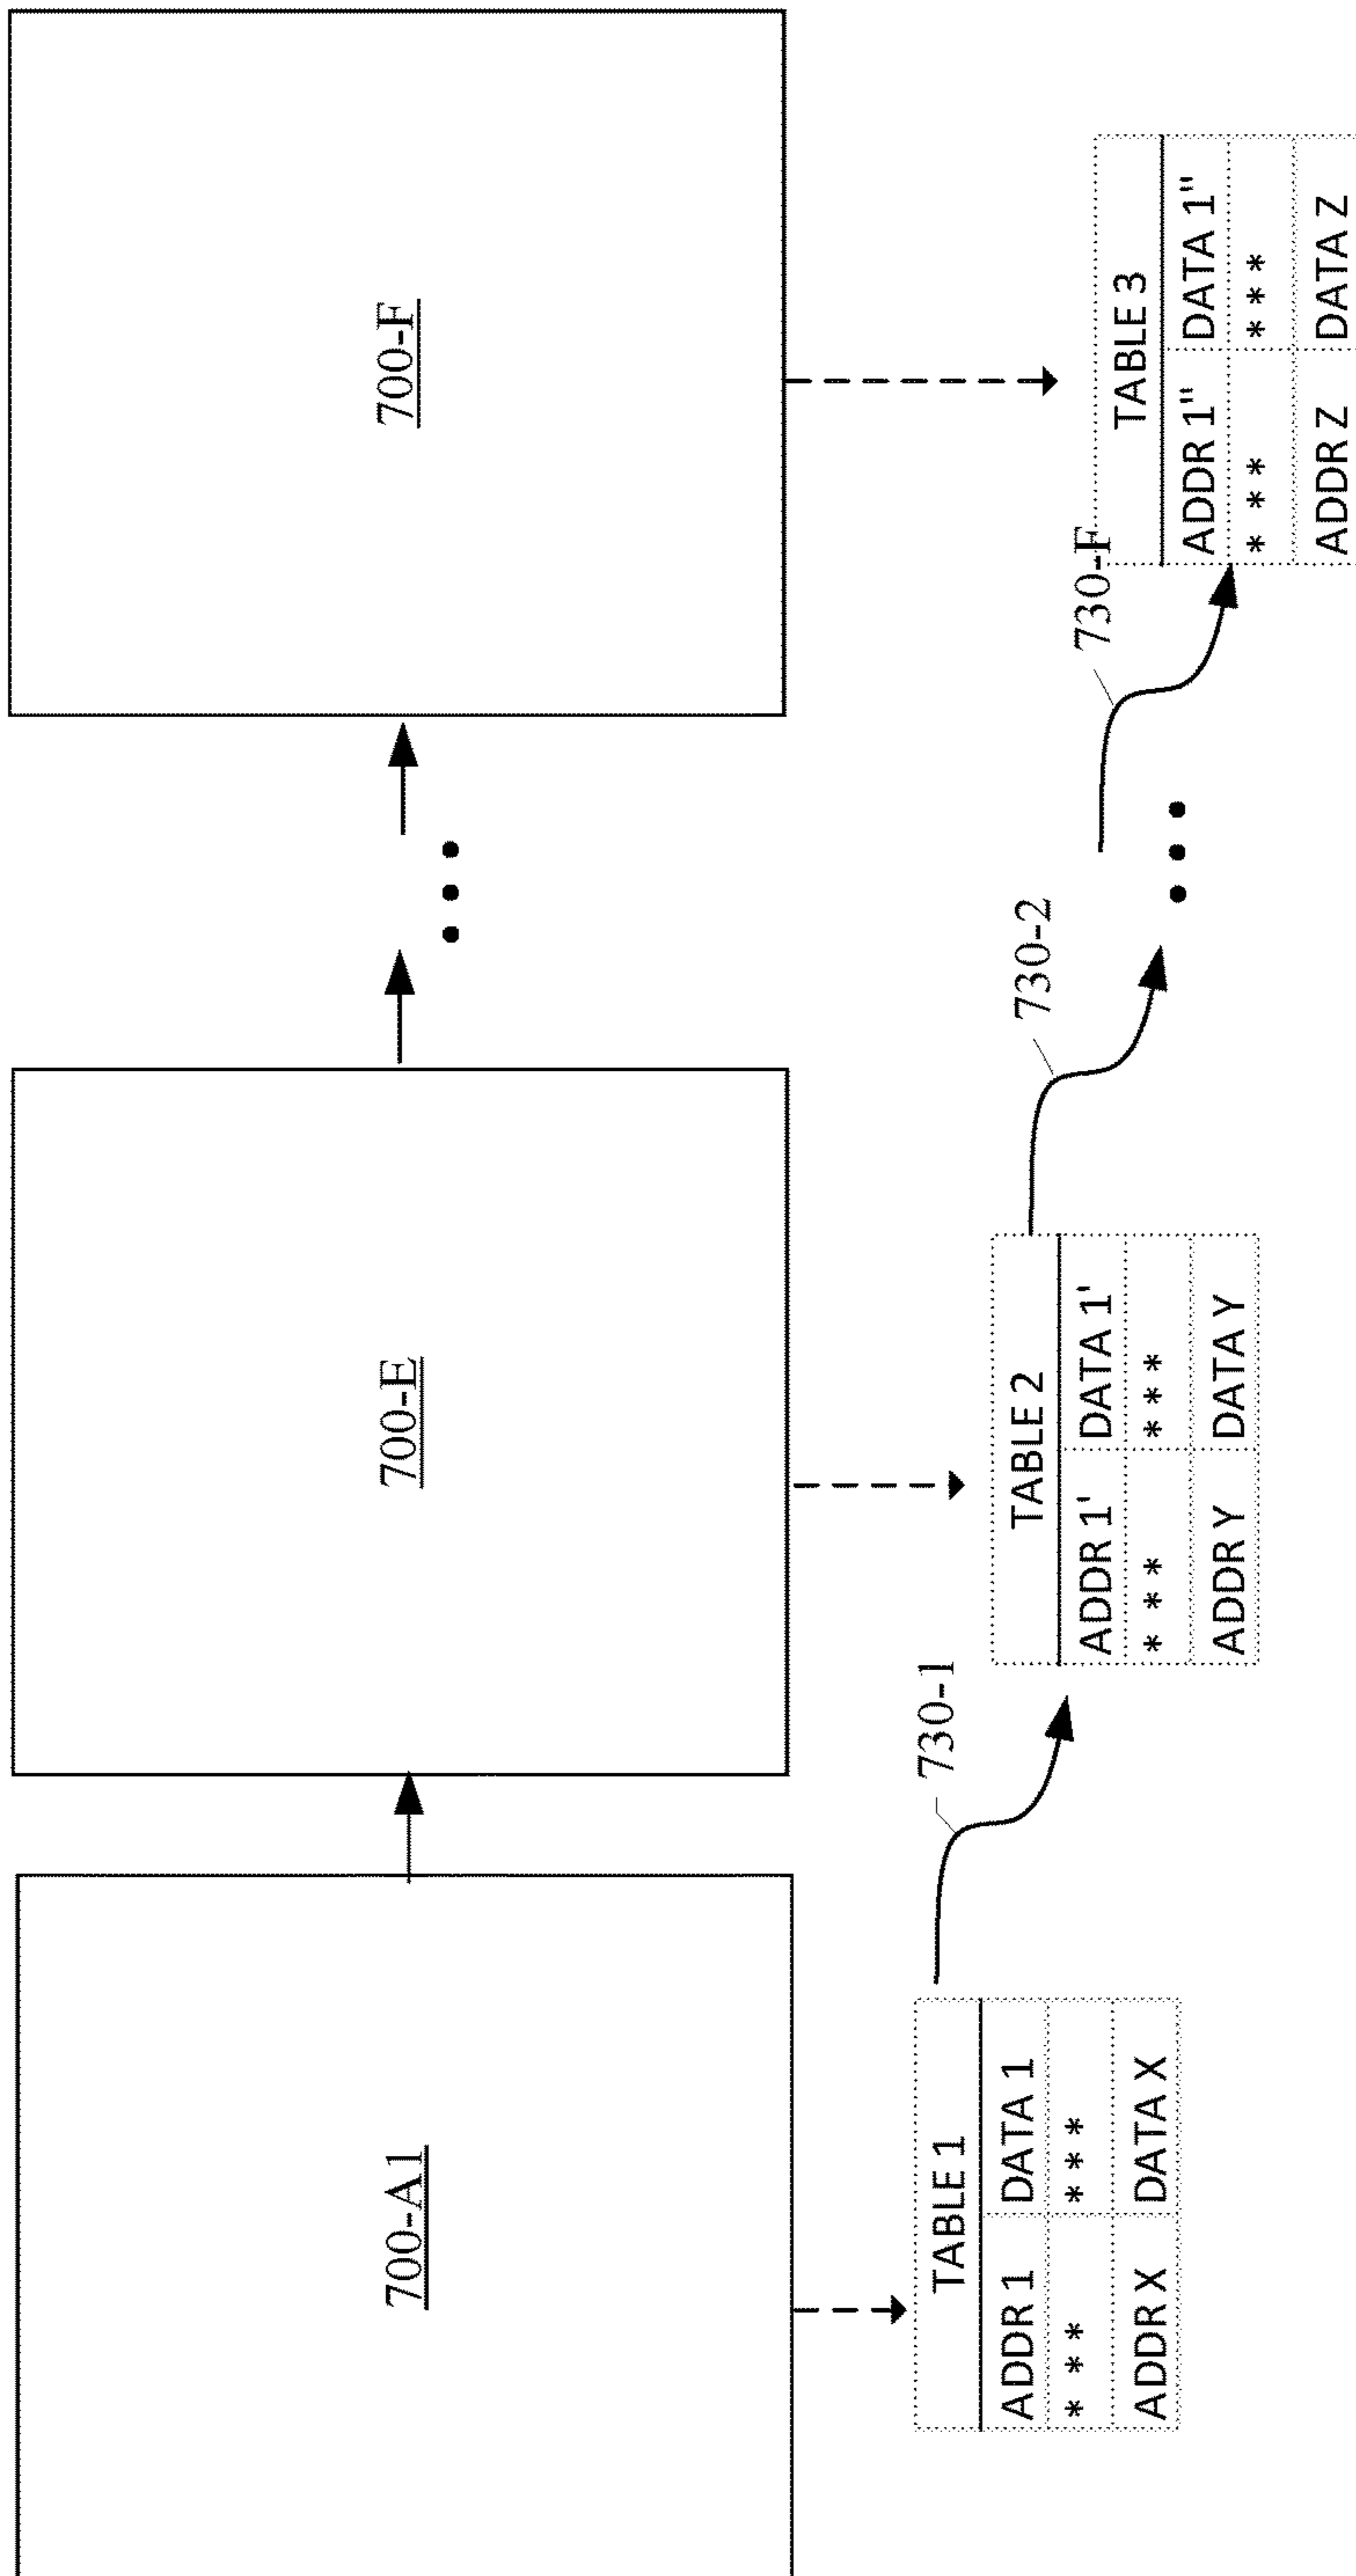 700-A1
700-E
700-F
730-1
730-2
730-F
TABLE 1
ADDR 1 DATA 1
* * * * * *
ADDR X DATA X
TABLE 2
ADDR 1' DATA 1'
* * * * * *
ADDR Y DATA Y
TABLE 3
ADDR 1" DATA 1"
* * * * * *
ADDR Z DATA Z